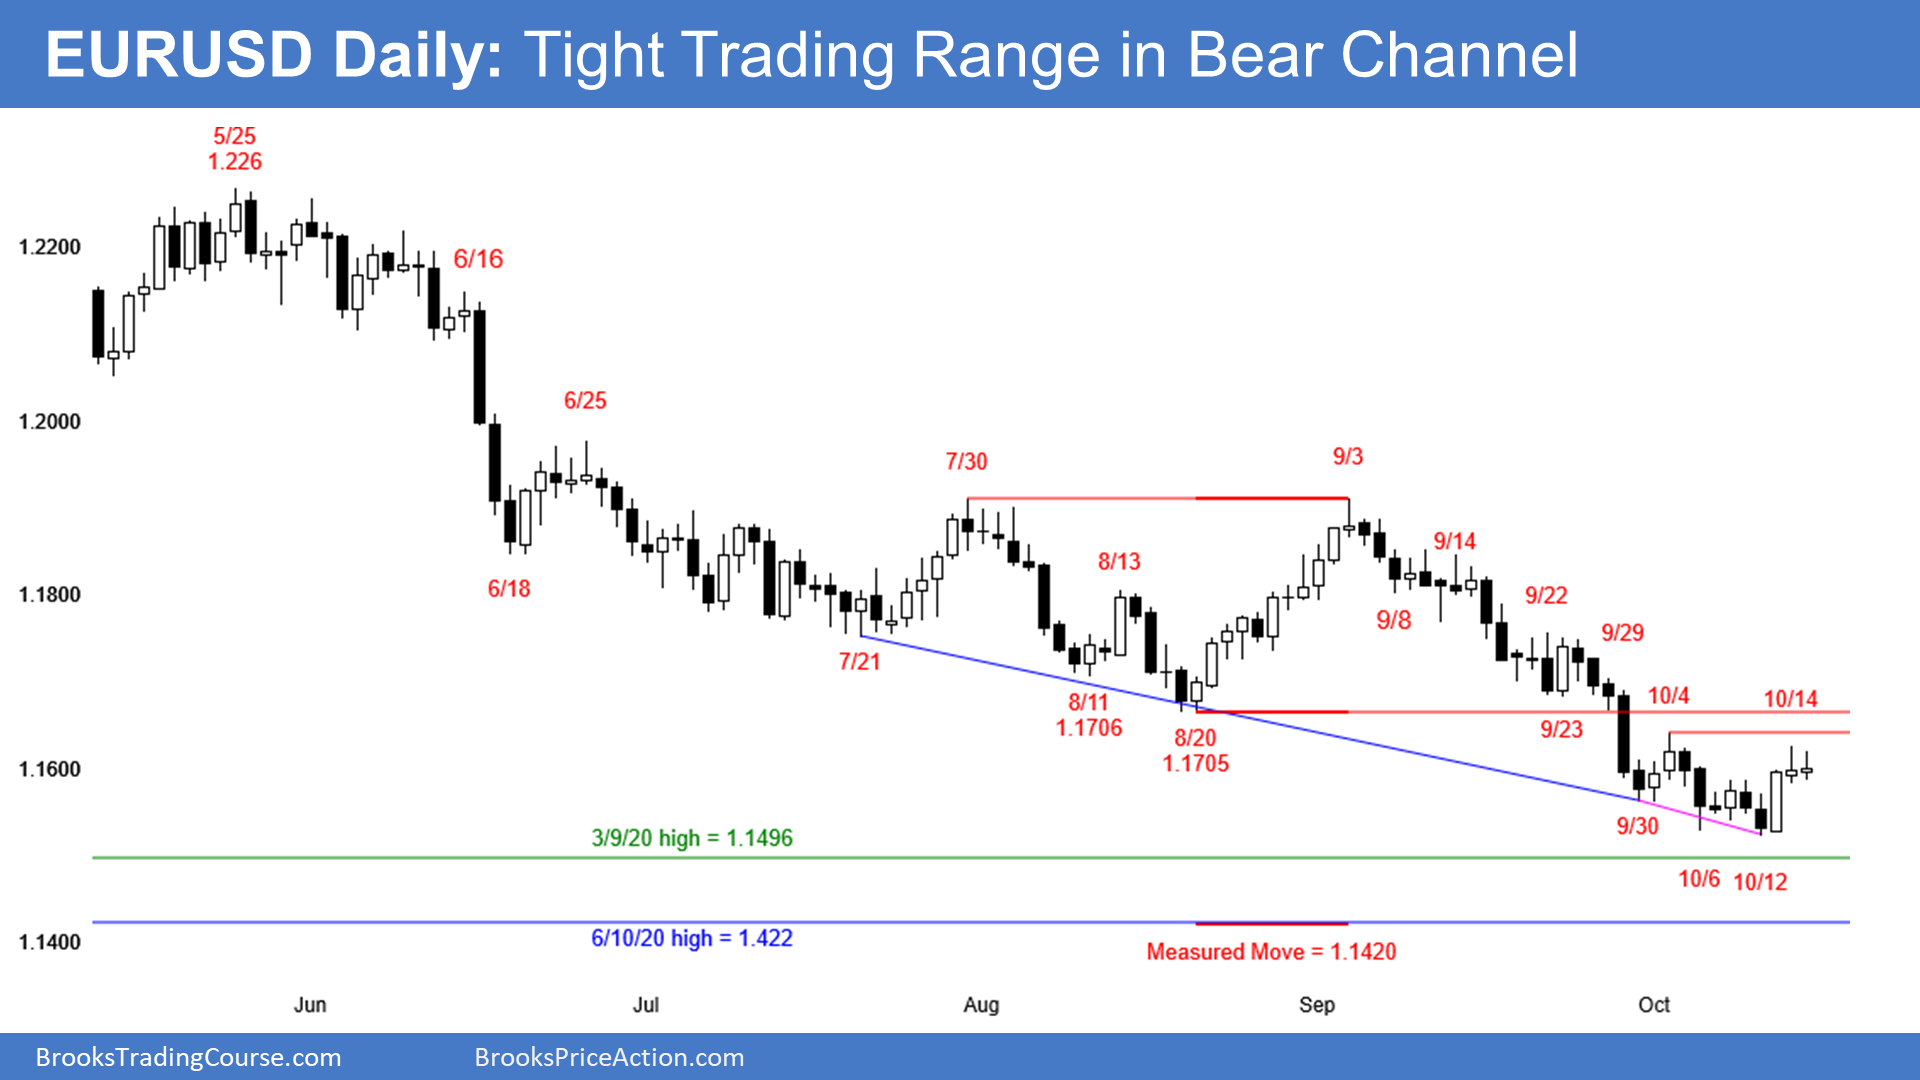 EURUSD Daily: Tight Trading Range in Bear Channel
5/25
1.226
1.2200
6/16
1.2000
6/25
7/30
9/3
9/14
8/13
1.1800
6/18
9/22
9/8
9/29
7/21
8/11
1.1706
10/4
10/14
9/23
8/20
1.1705
1.1600
9/30
3/9/20 high = 1.1496
10/6
10/12
6/10/20 high = 1.422
1.1400
Measured Move = 1.1420
Jun
Jul
Aug
Sep
Oct
BrooksTradingCourse.com
BrooksPriceAction.com